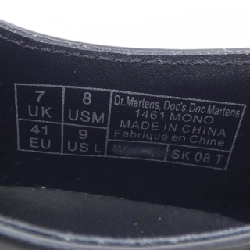 7 UK
8 USM
41 EU
9 US L
Dr. Martens, Doc's, Doc Martens
1461 MONO
MADE IN CHINA
Fabriqué en Chine
SK 08 T